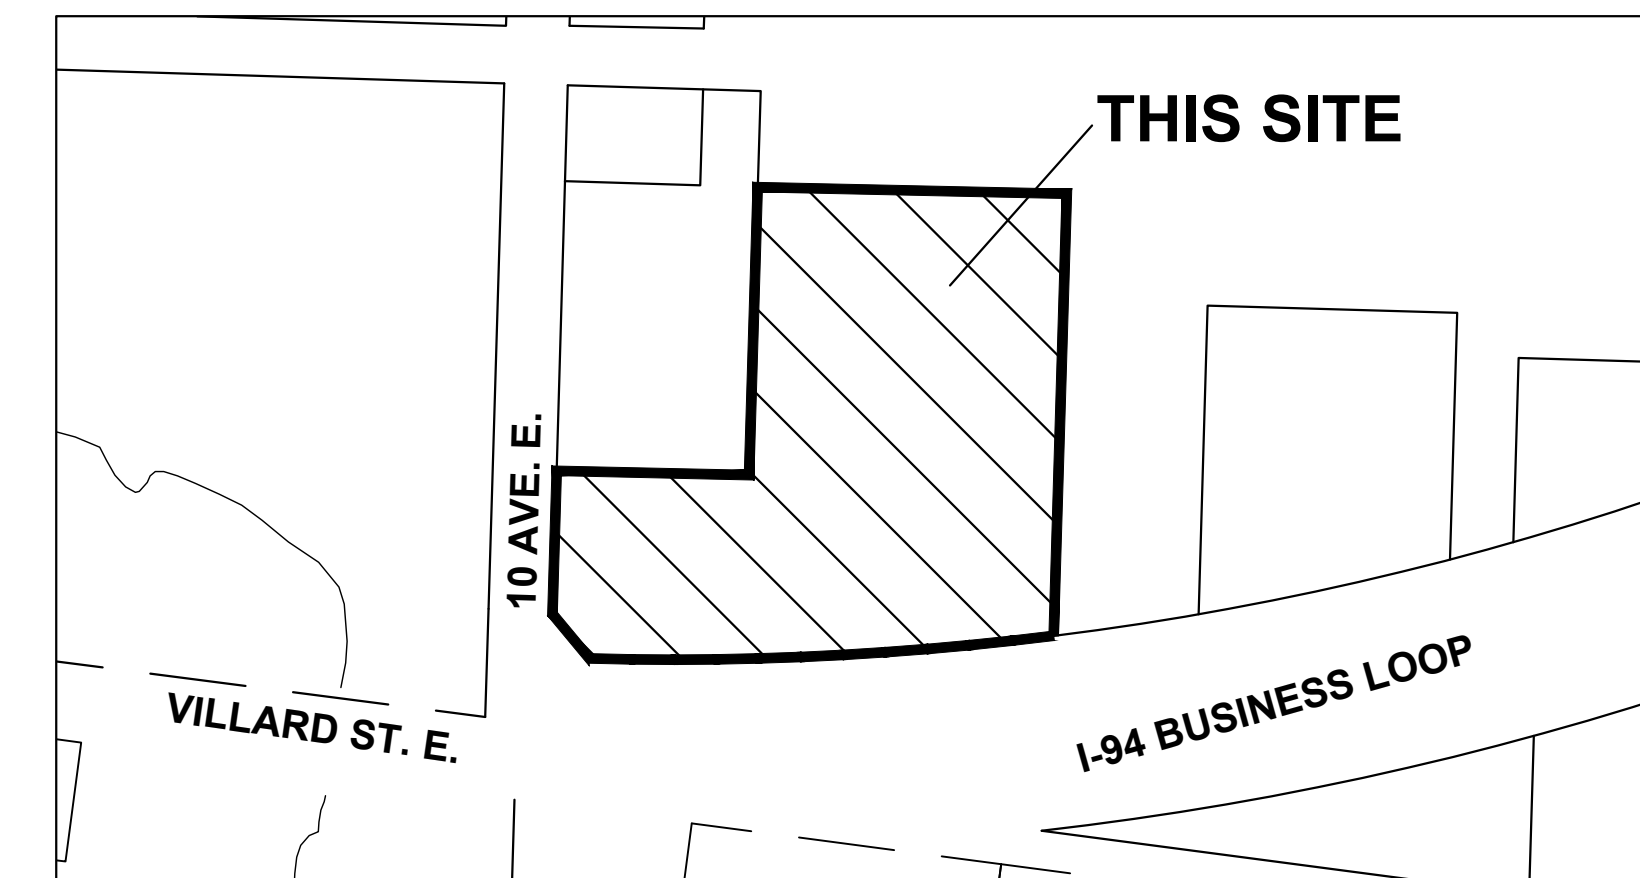 THIS SITE
10 AVE. E.
VILLARD ST. E.
I-94 BUSINESS LOOP